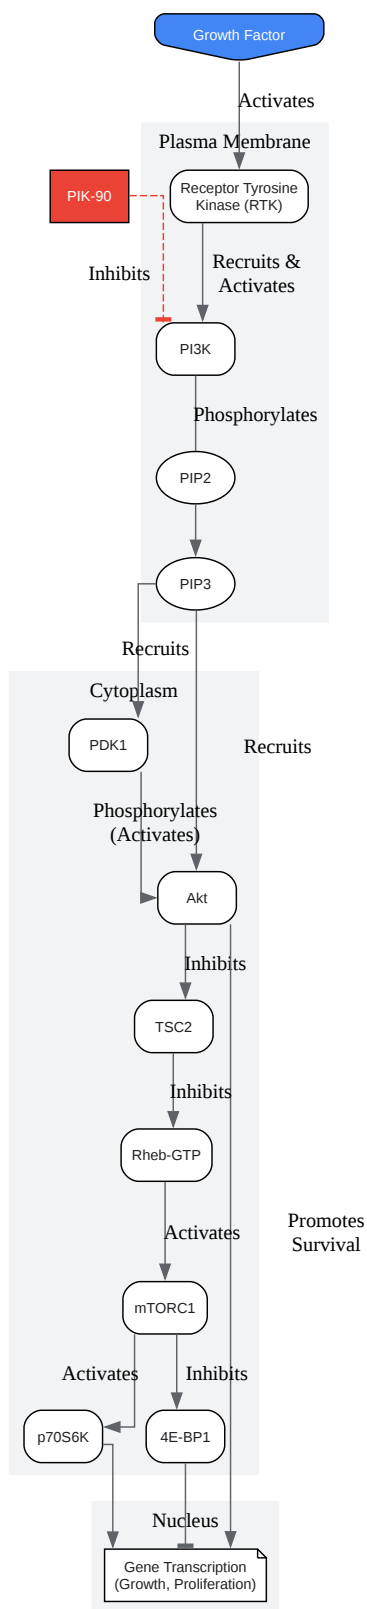 Growth Factor
Activates
Plasma Membrane
PIK-90
Receptor Tyrosine
Kinase (RTK)
Inhibits
Recruits &
Activates
PI3K
Phosphorylates
PIP2
PIP3
Recruits
Cytoplasm
PDK1
Recruits
Phosphorylates
(Activates)
Akt
Inhibits
TSC2
Inhibits
Rheb-GTP
Activates
Promotes
Survival
mTORC1
Activates
Inhibits
p70S6K
4E-BP1
Nucleus
Gene Transcription
(Growth, Proliferation)